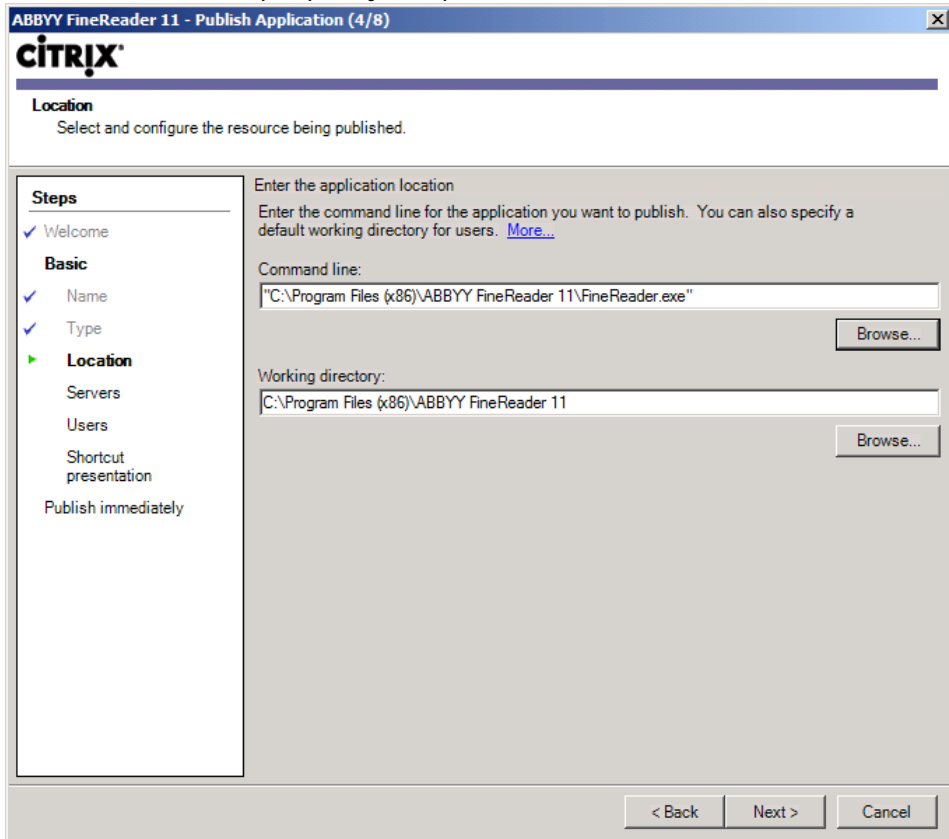 ABBYY FineReader 11 - Publish Application (4/8)
CITRIX
Location
Select and configure the resource being published.
Steps
Welcome
Basic
Name
Type
Location
Servers
Users
Shortcut
presentation
Publish immediately
Enter the application location
Enter the command line for the application you want to publish. You can also specify a
default working directory for users. More...
Command line:
"C:\Program Files (x86)\ABBYY FineReader 11\FineReader.exe"
Browse...
Working directory:
C:\Program Files (x86)\ABBYY FineReader 11
Browse...
< Back
Next >
Cancel